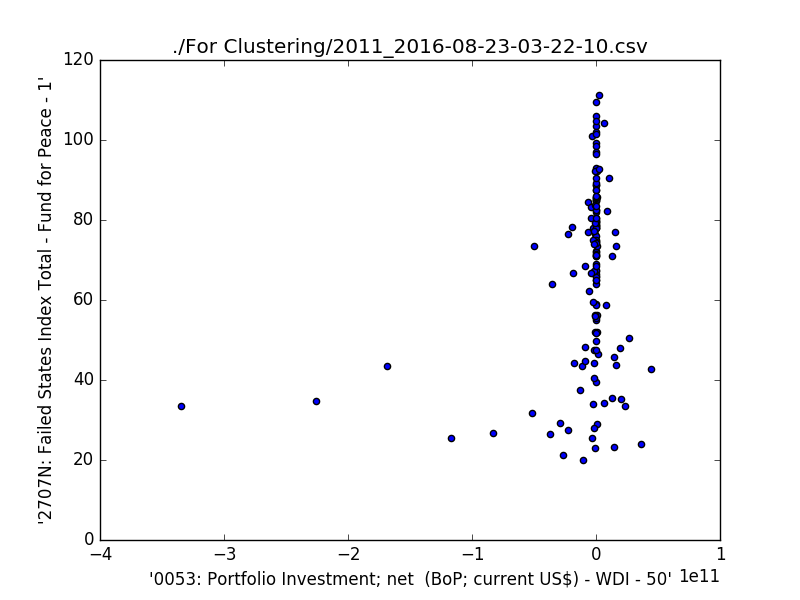 ./For Clustering/2011_2016-08-23-03-22-10.csv
120
100
80
60
40
20
0
'2707N: Failed States Index Total - Fund for Peace - 1'
−4 −3 −2 −1 0 1
1e11
'0053: Portfolio Investment; net  (BoP; current US$) - WDI - 50'